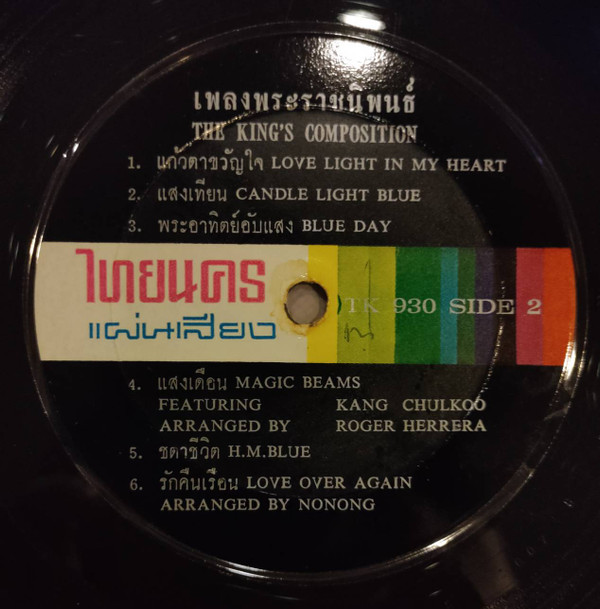 เพลงพระราชนิพนธ์
THE KING'S COMPOSITION
1. แก้วตาขวัญใจ LOVE LIGHT IN MY HEART
2. แสงเทียน CANDLE LIGHT BLUE
3. พระอาทิตย์อับแสง BLUE DAY
ไทยนคร
แผ่นเสียง
TK 930 SIDE 2
4. แสงเดือน MAGIC BEAMS
FEATURING KANG CHULKOO
ARRANGED BY ROGER HERRERA
5. ชตาชีวิต H.M.BLUE
6. รักคืนเรือน LOVE OVER AGAIN
ARRANGED BY NONONG